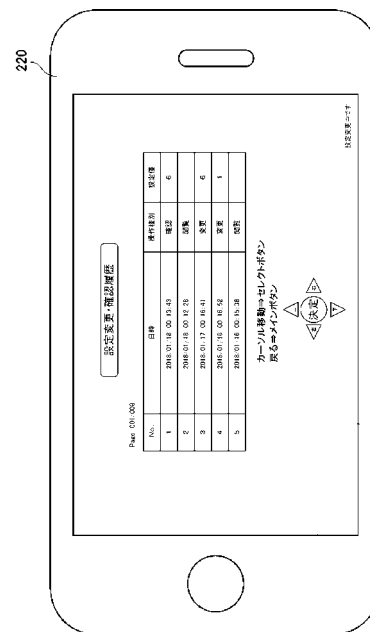 220
設定変更・確認履歴
Page 001/009
No. 日時 操作種別 設定値
1 2018/01/18 00:13:43 確認 6
2 2018/01/18 00:12:28 閲覧
3 2018/01/17 00:16:41 変更 6
4 2018/01/16 00:16:52 変更 1
5 2018/01/16 00:15:38 閲覧
カーソル移動⇒セレクトボタン
戻る⇒メインボタン
決定
設定変更中です